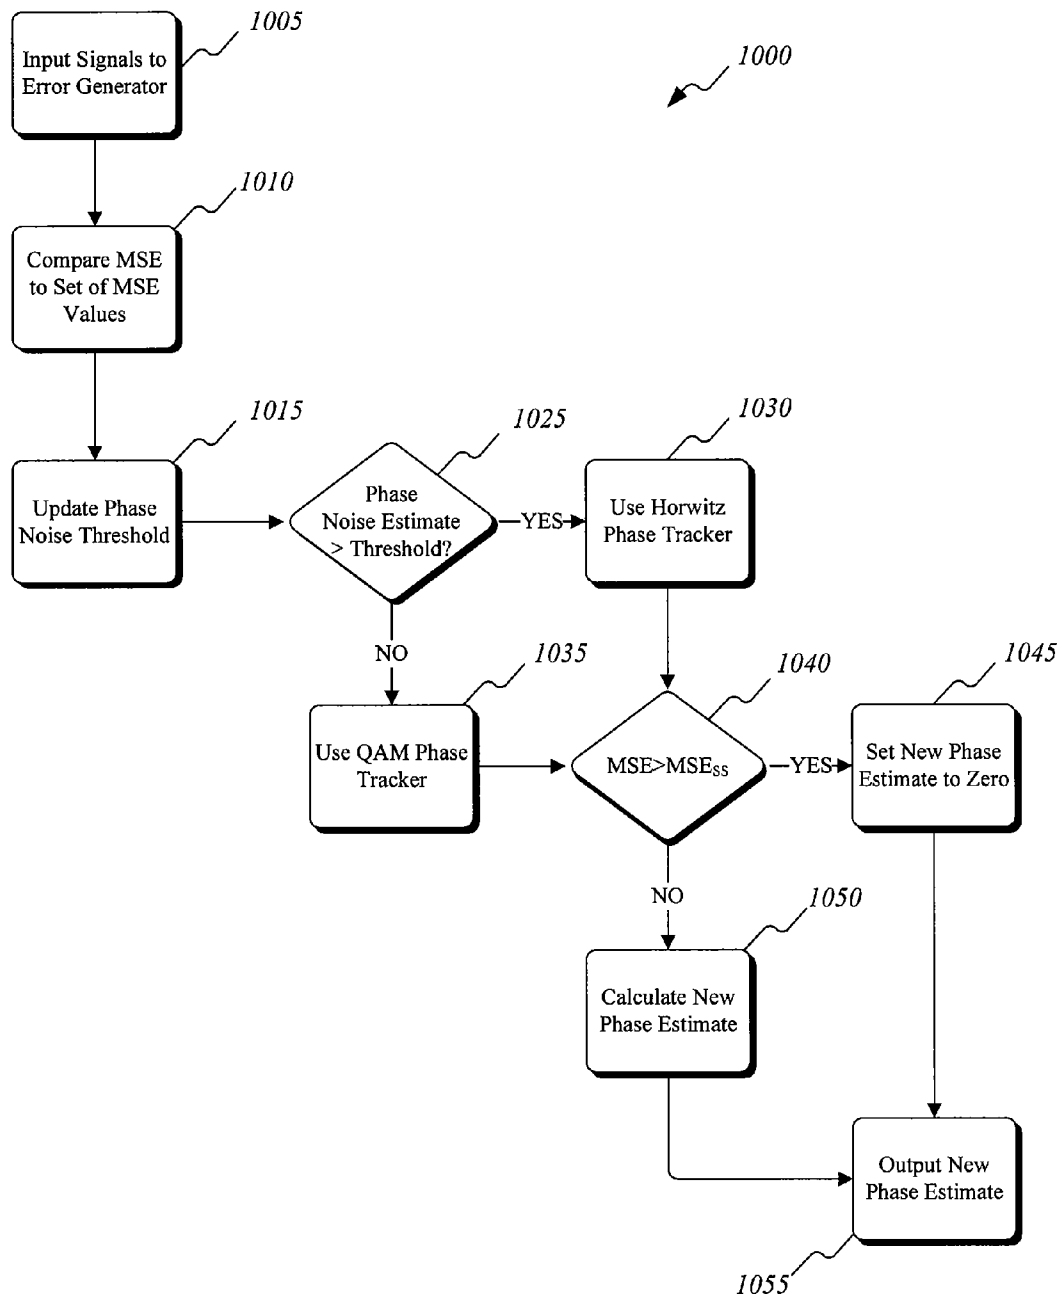 1005
Input Signals to
Error Generator
1000
1010
Compare MSE
to Set of MSE
Values
1015
Update Phase
Noise Threshold
1025
Phase
Noise Estimate
> Threshold?
YES
1030
Use Horwitz
Phase Tracker
NO
1035
Use QAM Phase
Tracker
1040
MSE>MSESS
YES
1045
Set New Phase
Estimate to Zero
NO
1050
Calculate New
Phase Estimate
Output New
Phase Estimate
1055